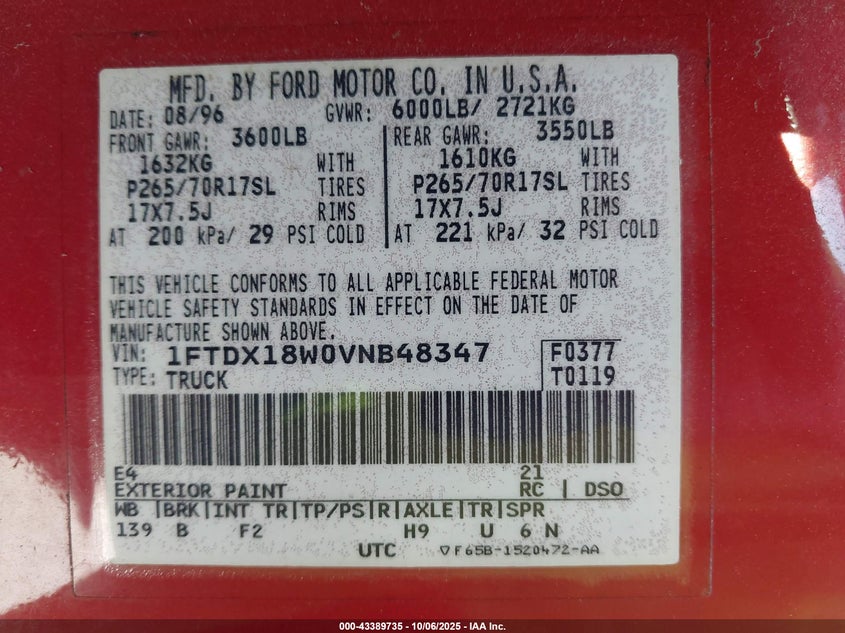 MFD. BY FORD MOTOR CO. IN U.S.A.
DATE: 08/96 GVWR: 6000LB/ 2721KG
FRONT GAWR: 3600LB REAR GAWR: 3550LB
1632KG WITH 1610KG WITH
P265/70R17SL TIRES P265/70R17SL TIRES
17X7.5J RIMS 17X7.5J RIMS
AT 200 kPa/ 29 PSI COLD AT 221 kPa/ 32 PSI COLD
THIS VEHICLE CONFORMS TO ALL APPLICABLE FEDERAL MOTOR
VEHICLE SAFETY STANDARDS IN EFFECT ON THE DATE OF
MANUFACTURE SHOWN ABOVE.
VIN: 1FTDX18W0VNB48347 F0377
TYPE: TRUCK T0119
E4 21
EXTERIOR PAINT RC | DSO
WB |BRK|INT TR|TP/PS|R|AXLE|TR|SPR
139 B F2 H9 U 6 N
UTC ▽F65B-1520472-AA
000-43389735 | 10/06/2025 - IAA Inc.